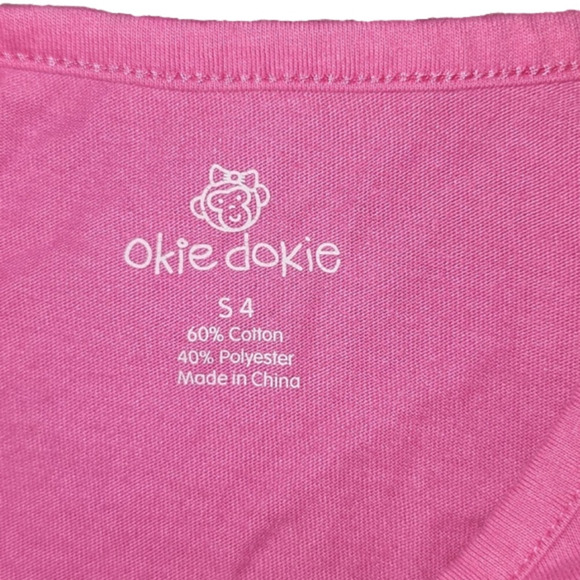 okie dokie
S 4
60% Cotton
40% Polyester
Made in China